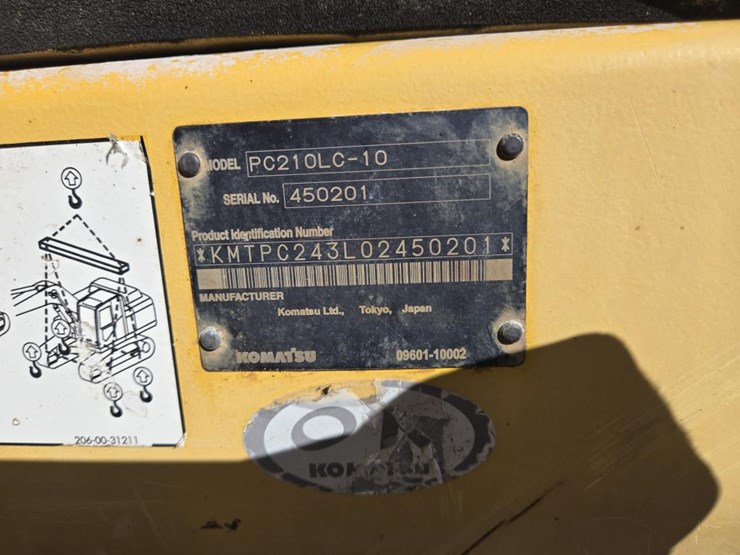 MODEL PC210LC-10
SERIAL No. 450201
Product Identification Number
*KMTPC243L02450201*
MANUFACTURER
Komatsu Ltd., Tokyo, Japan
KOMATSU 09601-10002
206-00-31211
KOMATSU